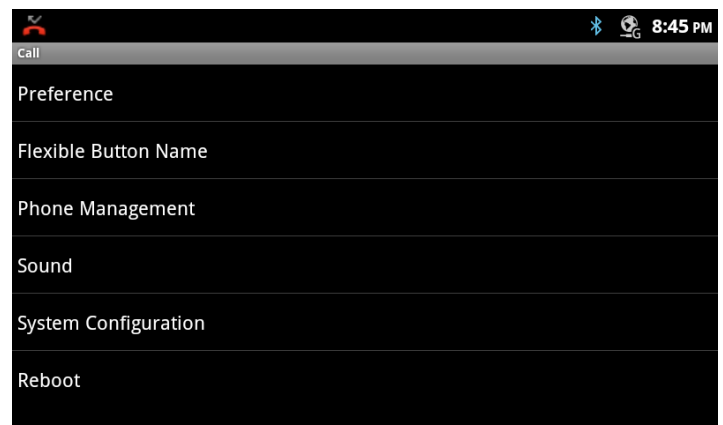 G 8:45 PM
Call
Preference
Flexible Button Name
Phone Management
Sound
System Configuration
Reboot